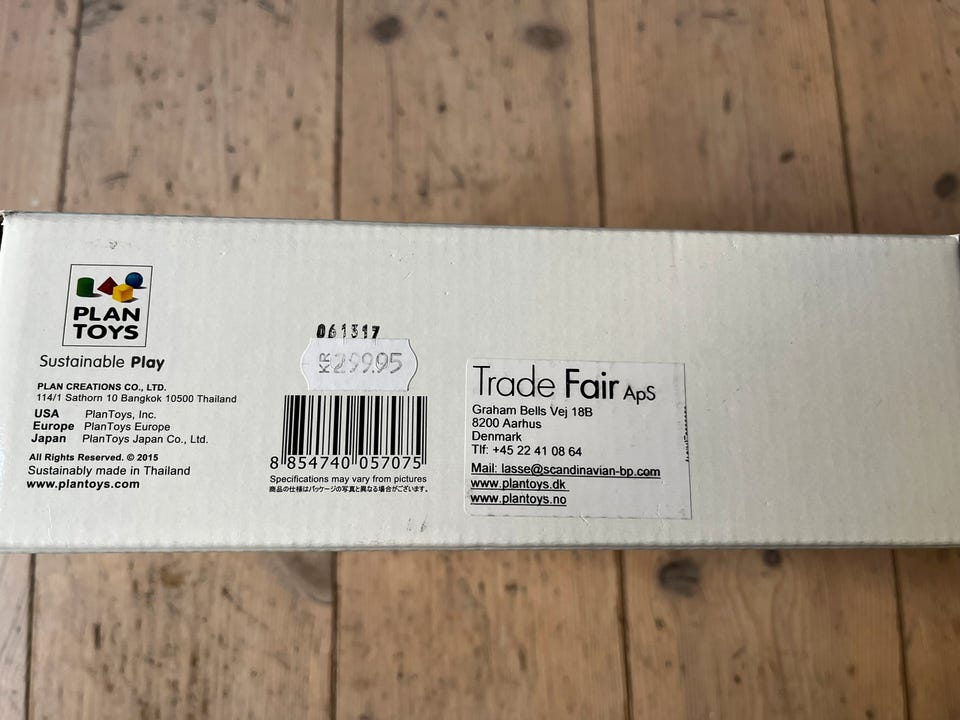 PLAN
TOYS
Sustainable Play
PLAN CREATIONS CO., LTD.
114/1 Sathorn 10 Bangkok 10500 Thailand
USA PlanToys, Inc.
Europe PlanToys Europe
Japan PlanToys Japan Co., Ltd.
All Rights Reserved. © 2015
Sustainably made in Thailand
www.plantoys.com
061317
KR 299.95
8 854740 057075
Specifications may vary from pictures
商品の仕様はパッケージの写真と異なる場合がございます。
Trade Fair ApS
Graham Bells Vej 18B
8200 Aarhus
Denmark
Tlf: +45 22 41 08 64
Mail: lasse@scandinavian-bp.com
www.plantoys.dk
www.plantoys.no